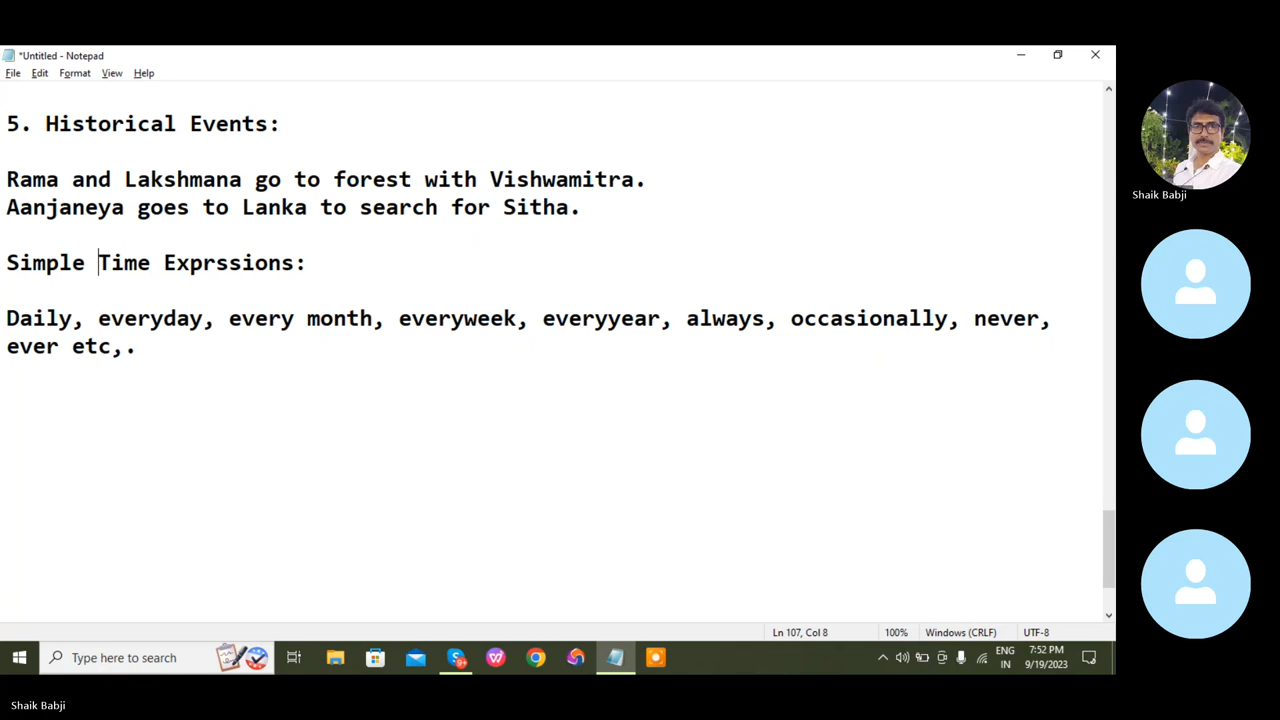 *Untitled - Notepad
File Edit Format View Help
5. Historical Events:
Rama and Lakshmana go to forest with Vishwamitra.
Aanjaneya goes to Lanka to search for Sitha.
Simple Time Exprssions:
Daily, everyday, every month, everyweek, everyyear, always, occasionally, never,
ever etc,.
Ln 107, Col 8 100% Windows (CRLF) UTF-8
Type here to search
9+
ENG
IN
7:52 PM
9/19/2023
Shaik Babji
Shaik Babji